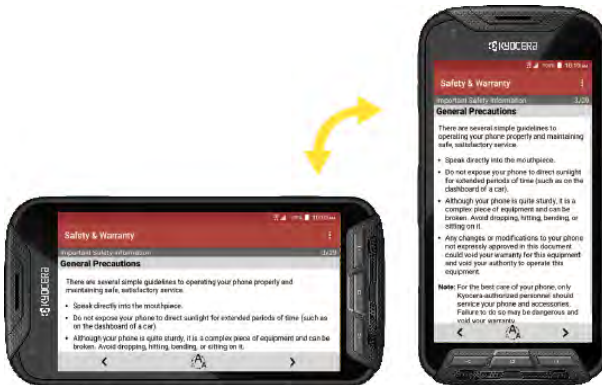 KYOCERA
Safety & Warranty
Important Safety Information 1/29
General Precautions
There are several simple guidelines to operating your phone properly and
maintaining safe, satisfactory service.
• Speak directly into the mouthpiece.
• Do not expose your phone to direct sunlight for extended periods of time (such as
on the dashboard of a car).
• Although your phone is quite sturdy, it is a complex piece of equipment and can be
broken. Avoid dropping, hitting, bending, or sitting on it.
A A
KYOCERA
Safety & Warranty
Important Safety Information 1/29
General Precautions
There are several simple guidelines to
operating your phone properly and maintaining
safe, satisfactory service.
• Speak directly into the mouthpiece.
• Do not expose your phone to direct sunlight
for extended periods of time (such as on the
dashboard of a car).
• Although your phone is quite sturdy, it is a
complex piece of equipment and can be
broken. Avoid dropping, hitting, bending, or
sitting on it.
• Any changes or modifications to your phone
not expressly approved in this document
could void your warranty for this equipment
and void your authority to operate this
equipment.
Note: For the best care of your phone, only
Kyocera-authorized personnel should
service your phone and accessories.
Failure to do so may be dangerous and
void your warranty.
A A